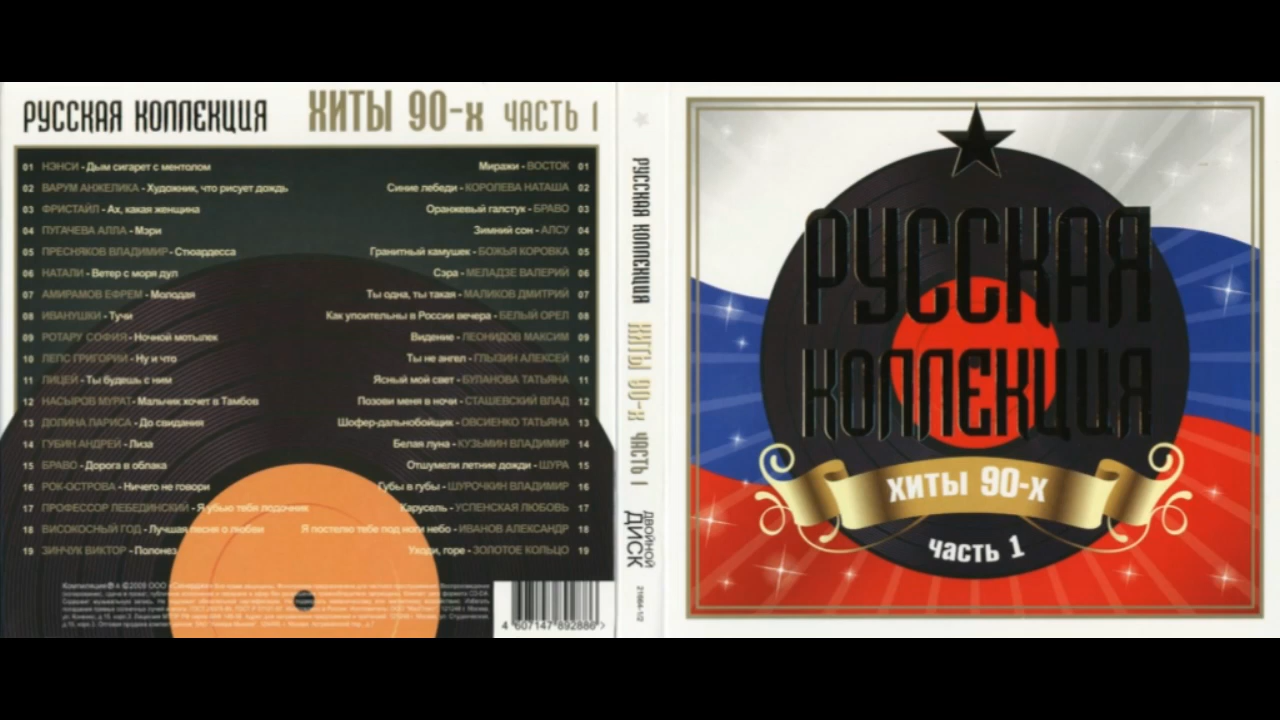 РУССКАЯ КОЛЛЕКЦИЯ ХИТЫ 90-х ЧАСТЬ 1
01 НЭНСИ - Дым сигарет с ментолом
02 ВАРУМ АНЖЕЛИКА - Художник, что рисует дождь
03 ФРИСТАЙЛ - Ах, какая женщина
04 ПУГАЧЕВА АЛЛА - Мэри
05 ПРЕСНЯКОВ ВЛАДИМИР - Стюардесса
06 НАТАЛИ - Ветер с моря дул
07 АМИРАМОВ ЕФРЕМ - Молодая
08 ИВАНУШКИ - Тучи
09 РОТАРУ СОФИЯ - Ночной мотылек
10 ЛЕПС ГРИГОРИЙ - Ну и что
11 ЛИЦЕЙ - Ты будешь с ним
12 НАСЫРОВ МУРАТ- Мальчик хочет в Тамбов
13 ДОЛИНА ЛАРИСА - До свидания
14 ГУБИН АНДРЕЙ - Лиза
15 БРАВО - Дорога в облака
16 РОК-ОСТРОВА - Ничего не говори
17 ПРОФЕССОР ЛЕБЕДИНСКИЙ - Я убью тебя лодочник
18 ВИСОКОСНЫЙ ГОД - Лучшая песня о любви
19 ЗИНЧУК ВИКТОР - Полонез
Миражи - ВОСТОК 01
Синие лебеди - КОРОЛЕВА НАТАША 02
Оранжевый галстук - БРАВО 03
Зимний сон - АЛСУ 04
Гранитный камушек - БОЖЬЯ КОРОВКА 05
Сэра - МЕЛАДЗЕ ВАЛЕРИЙ 06
Ты одна, ты такая - МАЛИКОВ ДМИТРИЙ 07
Как упоительны в России вечера - БЕЛЫЙ ОРЕЛ 08
Видение - ЛЕОНИДОВ МАКСИМ 09
Ты не ангел - ГЛЫЗИН АЛЕКСЕЙ 10
Ясный мой свет - БУЛАНОВА ТАТЬЯНА 11
Позови меня в ночи - СТАШЕВСКИЙ ВЛАД 12
Шофер-дальнобойщик - ОВСИЕНКО ТАТЬЯНА 13
Белая луна - КУЗЬМИН ВЛАДИМИР 14
Отшумели летние дожди - ШУРА 15
Губы в губы - ШУРОЧКИН ВЛАДИМИР 16
Карусель - УСПЕНСКАЯ ЛЮБОВЬ 17
Я постелю тебе под ноги небо - ИВАНОВ АЛЕКСАНДР 18
Уходи, горе - ЗОЛОТОЕ КОЛЬЦО 19
4 607147 892886 >
РУССКАЯ КОЛЛЕКЦИЯ ХИТЫ 90-х ЧАСТЬ 1
ДВОЙНОЙ
ДИСК
21664-1/2
РУССКАЯ
КОЛЛЕКЦИЯ
ХИТЫ 90-х
часть 1